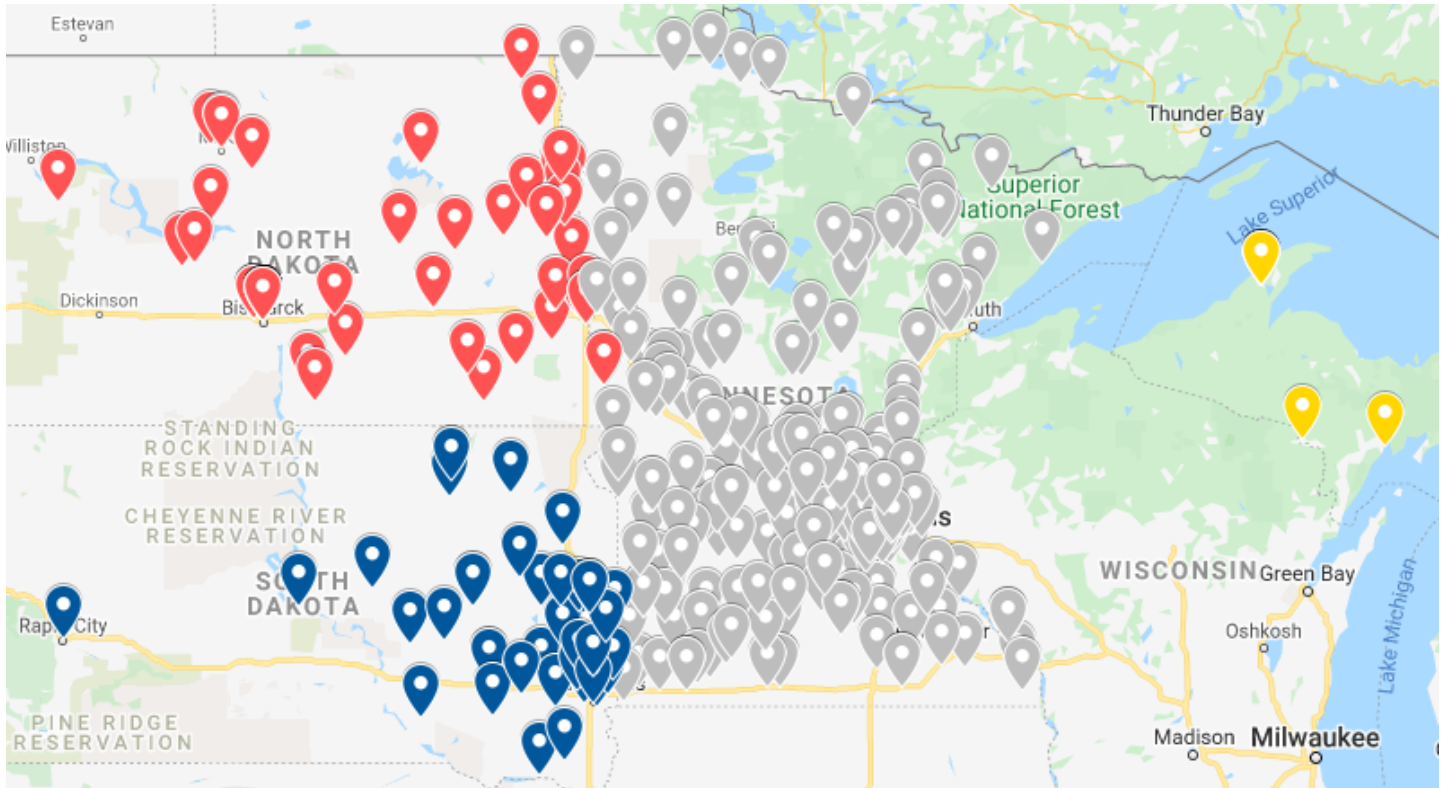 Estevan
Thunder Bay
Williston
Superior
National Forest
Lake Superior
NORTH
DAKOTA
Dickinson
MINNESOTA
STANDING
ROCK INDIAN
RESERVATION
CHEYENNE RIVER
RESERVATION
SOUTH
DAKOTA
WISCONSIN
Green Bay
Rapid City
Oshkosh
Lake Michigan
PINE RIDGE
RESERVATION
Madison
Milwaukee